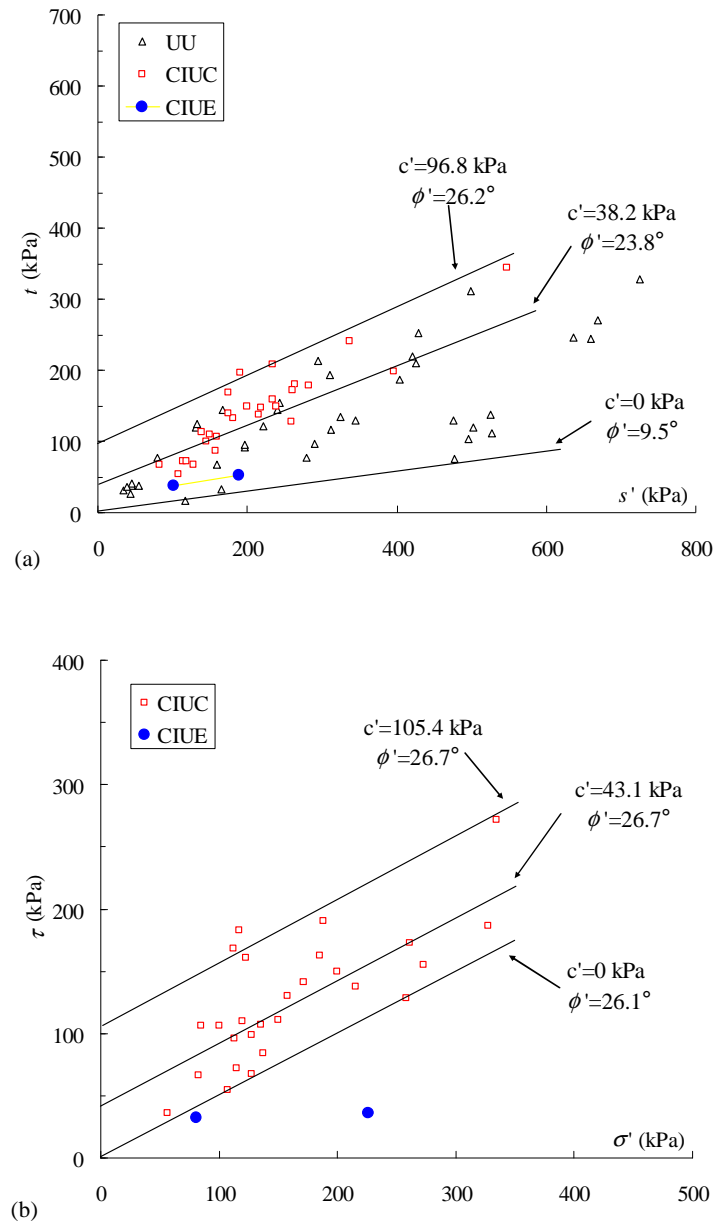 700
600
500
400
300
200
100
0
t (kPa)
UU
CIUC
CIUE
c'=96.8 kPa
ϕ'=26.2°
c'=38.2 kPa
ϕ'=23.8°
c'=0 kPa
ϕ'=9.5°
s' (kPa)
0
200
400
600
800
(a)
400
300
200
100
0
τ (kPa)
CIUC
CIUE
c'=105.4 kPa
ϕ'=26.7°
c'=43.1 kPa
ϕ'=26.7°
c'=0 kPa
ϕ'=26.1°
σ' (kPa)
0
100
200
300
400
500
(b)